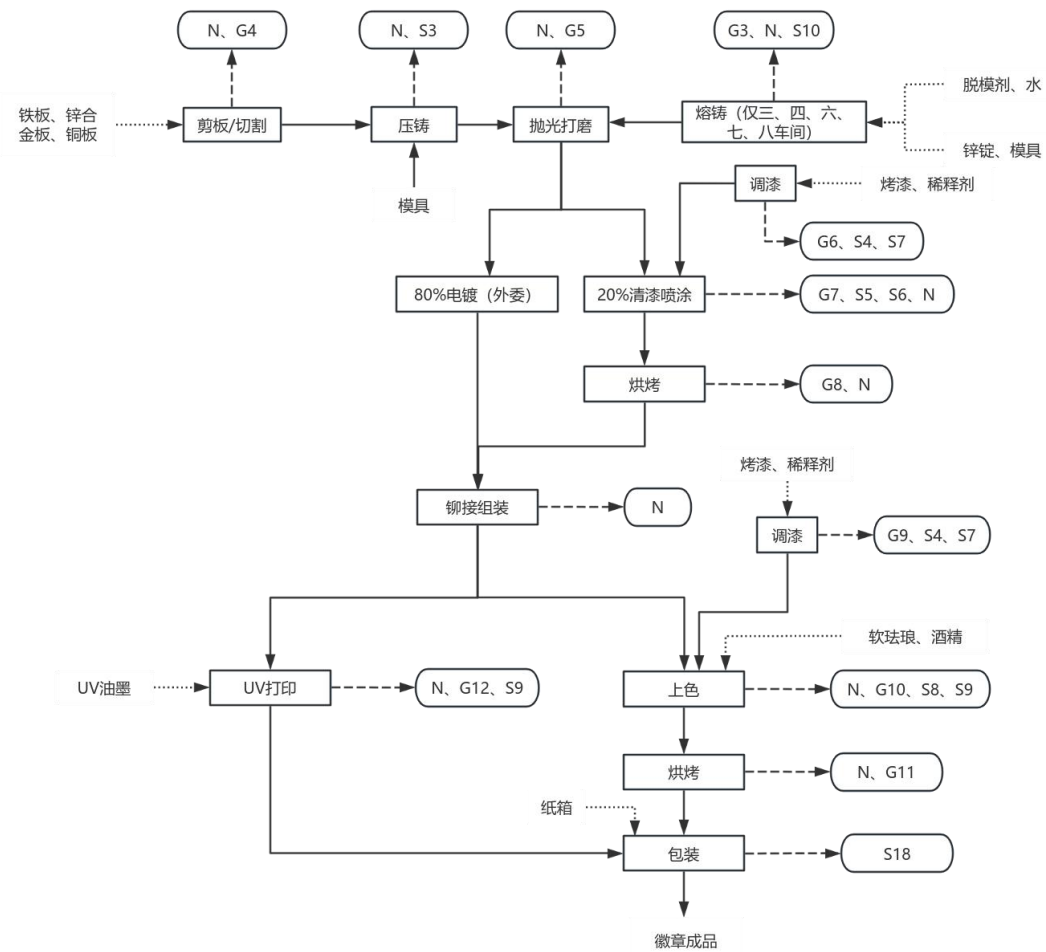 N、G4
N、S3
N、G5
G3、N、S10
铁板、锌合
金板、铜板
剪板/切割
压铸
抛光打磨
熔铸（仅三、四、六、
七、八车间）
脱模剂、水
锌锭、模具
模具
调漆
烤漆、稀释剂
G6、S4、S7
80%电镀（外委）
20%清漆喷涂
G7、S5、S6、N
烘烤
G8、N
烤漆、稀释剂
铆接组装
N
调漆
G9、S4、S7
软珐琅、酒精
UV油墨
UV打印
N、G12、S9
上色
N、G10、S8、S9
烘烤
N、G11
纸箱
包装
S18
徽章成品